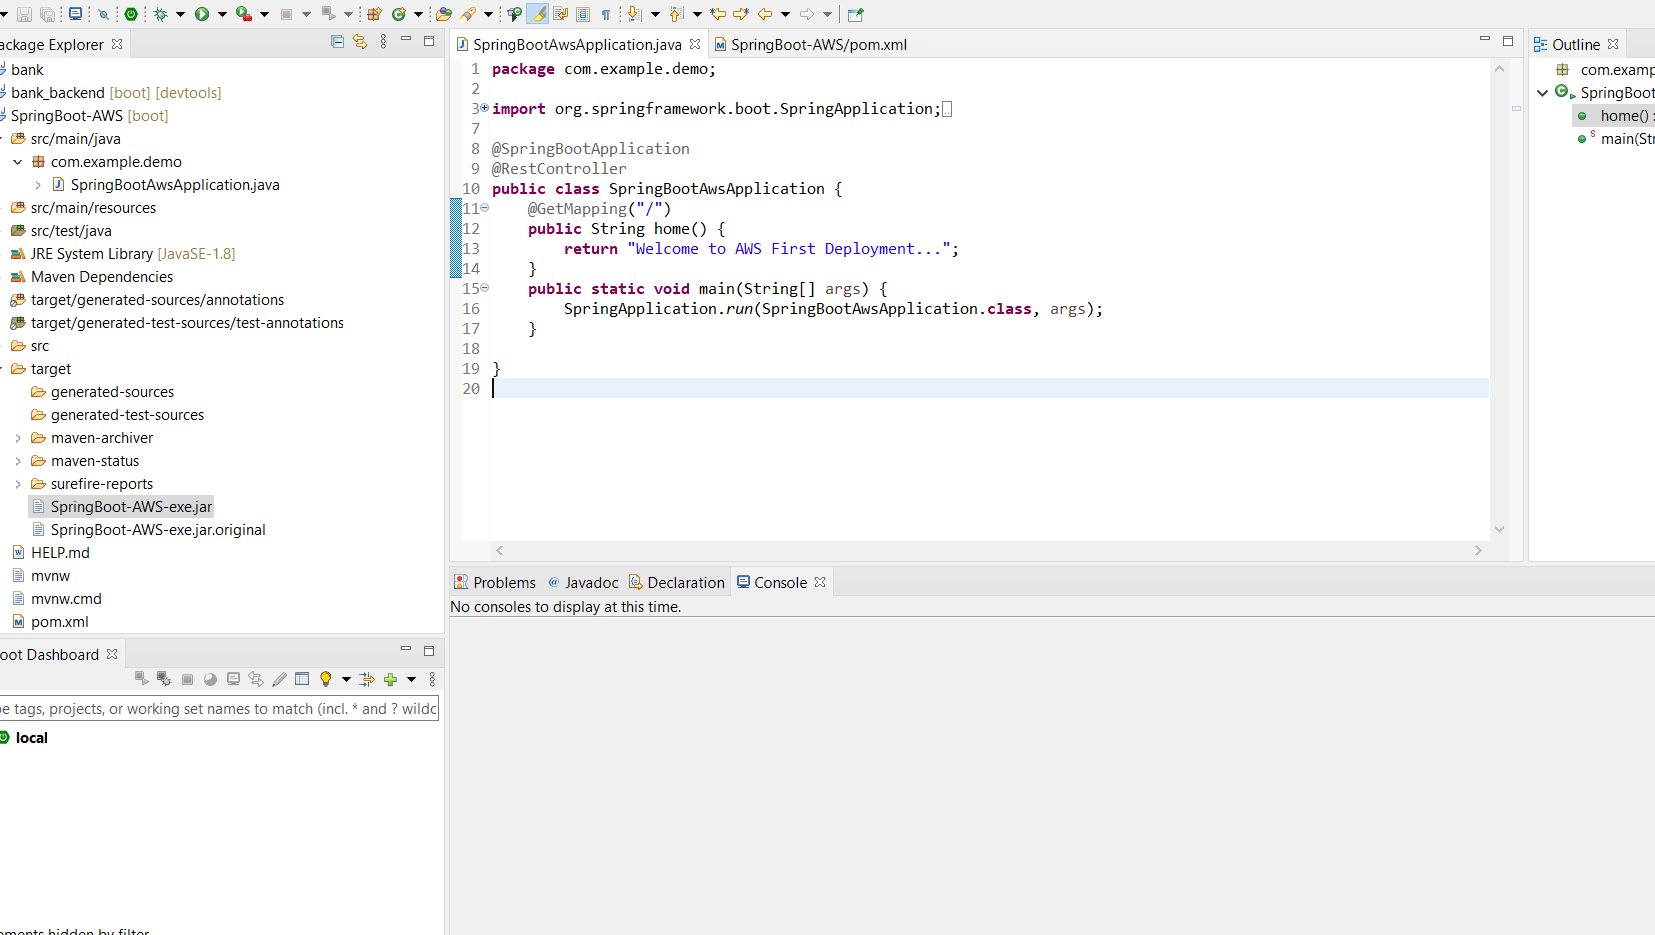 ackage Explorer
bank
bank_backend [boot] [devtools]
SpringBoot-AWS [boot]
src/main/java
com.example.demo
SpringBootAwsApplication.java
src/main/resources
src/test/java
JRE System Library [JavaSE-1.8]
Maven Dependencies
target/generated-sources/annotations
target/generated-test-sources/test-annotations
src
target
generated-sources
generated-test-sources
maven-archiver
maven-status
surefire-reports
SpringBoot-AWS-exe.jar
SpringBoot-AWS-exe.jar.original
HELP.md
mvnw
mvnw.cmd
pom.xml
oot Dashboard
pe tags, projects, or working set names to match (incl. * and ? wildc
local
ements hidden by filter
SpringBootAwsApplication.java SpringBoot-AWS/pom.xml
1 package com.example.demo;
2
3 import org.springframework.boot.SpringApplication;
7
8 @SpringBootApplication
9 @RestController
10 public class SpringBootAwsApplication {
11 @GetMapping("/")
12 public String home() {
13 return "Welcome to AWS First Deployment...";
14 }
15 public static void main(String[] args) {
16 SpringApplication.run(SpringBootAwsApplication.class, args);
17 }
18
19 }
20
Problems Javadoc Declaration Console
No consoles to display at this time.
Outline
com.examp
SpringBoot
home() :
main(Str